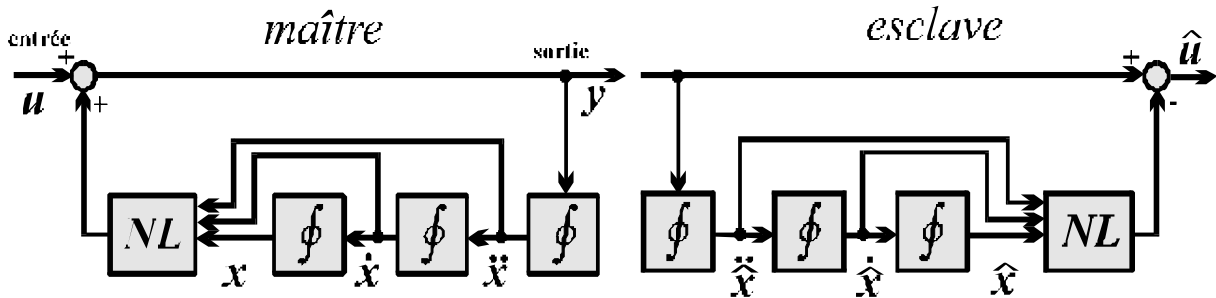 maître
esclave
entrée
sortie
+
u
+
y
+
û
-
NL
∮
∮
∮
x
ẋ
ẍ
∮
∮
∮
NL
x̂̈
x̂̇
x̂